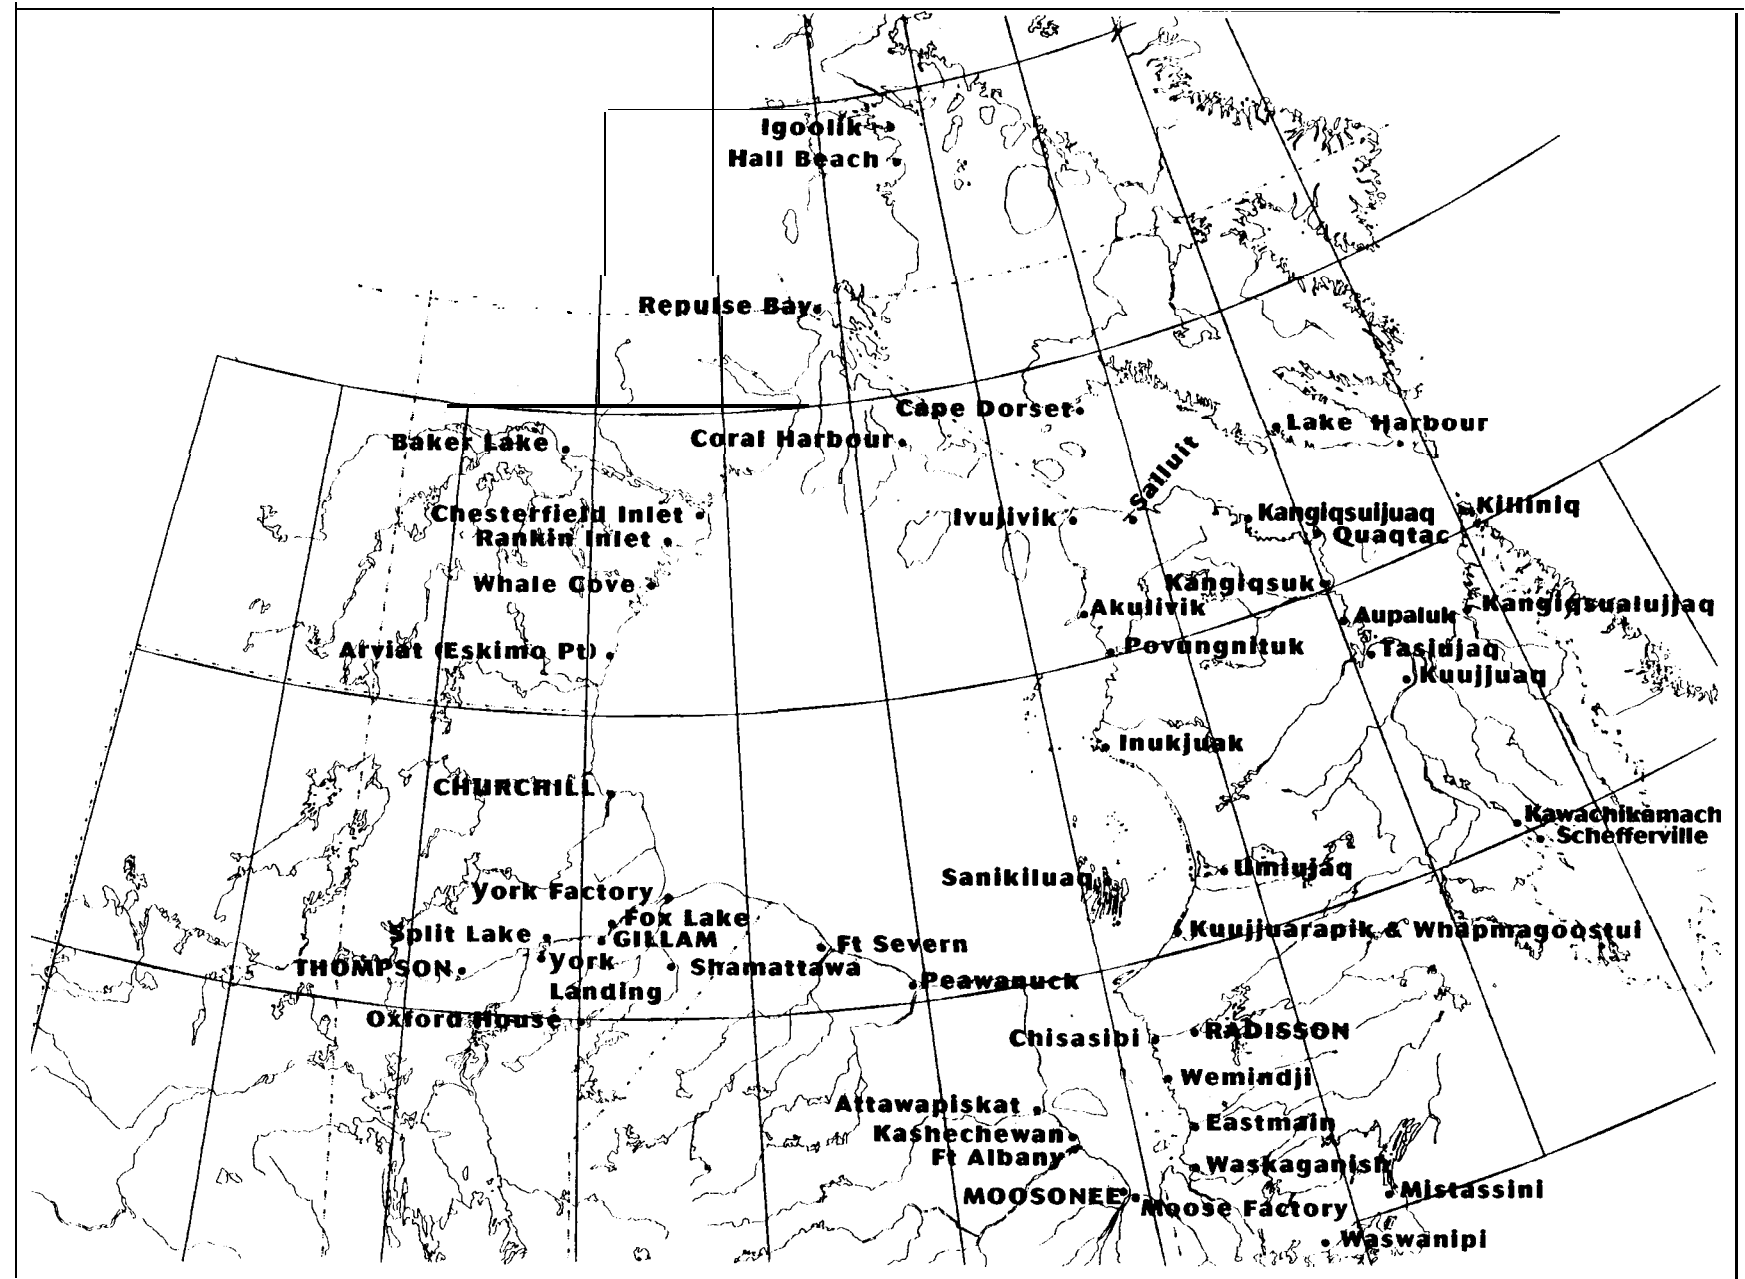 Igoolik
Hall Beach
Repulse Bay
Cape Dorset
Lake Harbour
Baker Lake
Coral Harbour
Salluit
Chesterfield Inlet
Ivujivik
Kangiqsuijuaq
Killiniq
Rankin Inlet
Quaqtac
Whale Cove
Kangiqsuk
Akulivik
Aupaluk
Kangiqsualujjaq
Arviat (Eskimo Pt)
Povungnituk
Tasiujaq
Kuujjuaq
Inukjuak
CHURCHILL
Kawachikamach
Schefferville
Sanikiluaq
Umiujaq
York Factory
Fox Lake
Split Lake
GILLAM
Kuujjuarapik & Whapmagoostui
Ft Severn
THOMPSON
york
Landing
Shamattawa
Peawanuck
Oxford House
Chisasibi
RADISSON
Wemindji
Attawapiskat
Eastmain
Kashechewan
Ft Albany
Waskaganish
MOOSONEE
Moose Factory
Mistassini
Waswanipi